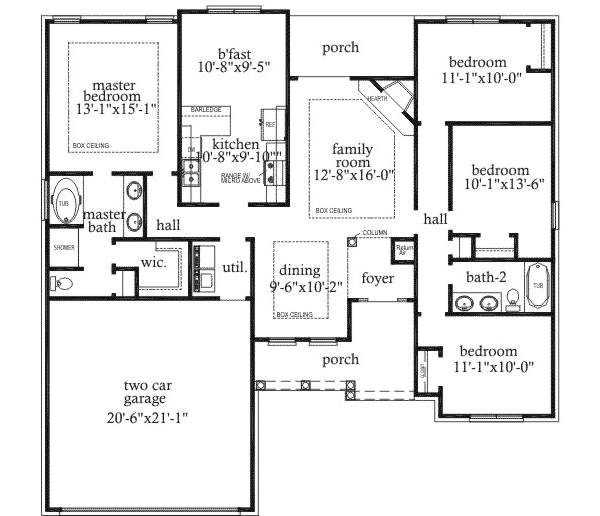 b'fast
10'-8"x9'-5"
porch
bedroom
11'-1"x10'-0"
master
bedroom
13'-1"x15'-1"
BOX CEILING
HEARTH
BARLEDGE
REF.
DW
kitchen
10'-8"x9'-10"
RANGE W/
MICRO ABOVE
family
room
12'-8"x16'-0"
BOX CEILING
bedroom
10'-1"x13'-6"
TUB
master
bath
hall
hall
COLUMN
SHOWER
Return
Air
wic.
util.
dining
9'-6"x10'-2"
foyer
bath-2
TUB
BOX CEILING
porch
bedroom
11'-1"x10'-0"
two car
garage
20'-6"x21'-1"